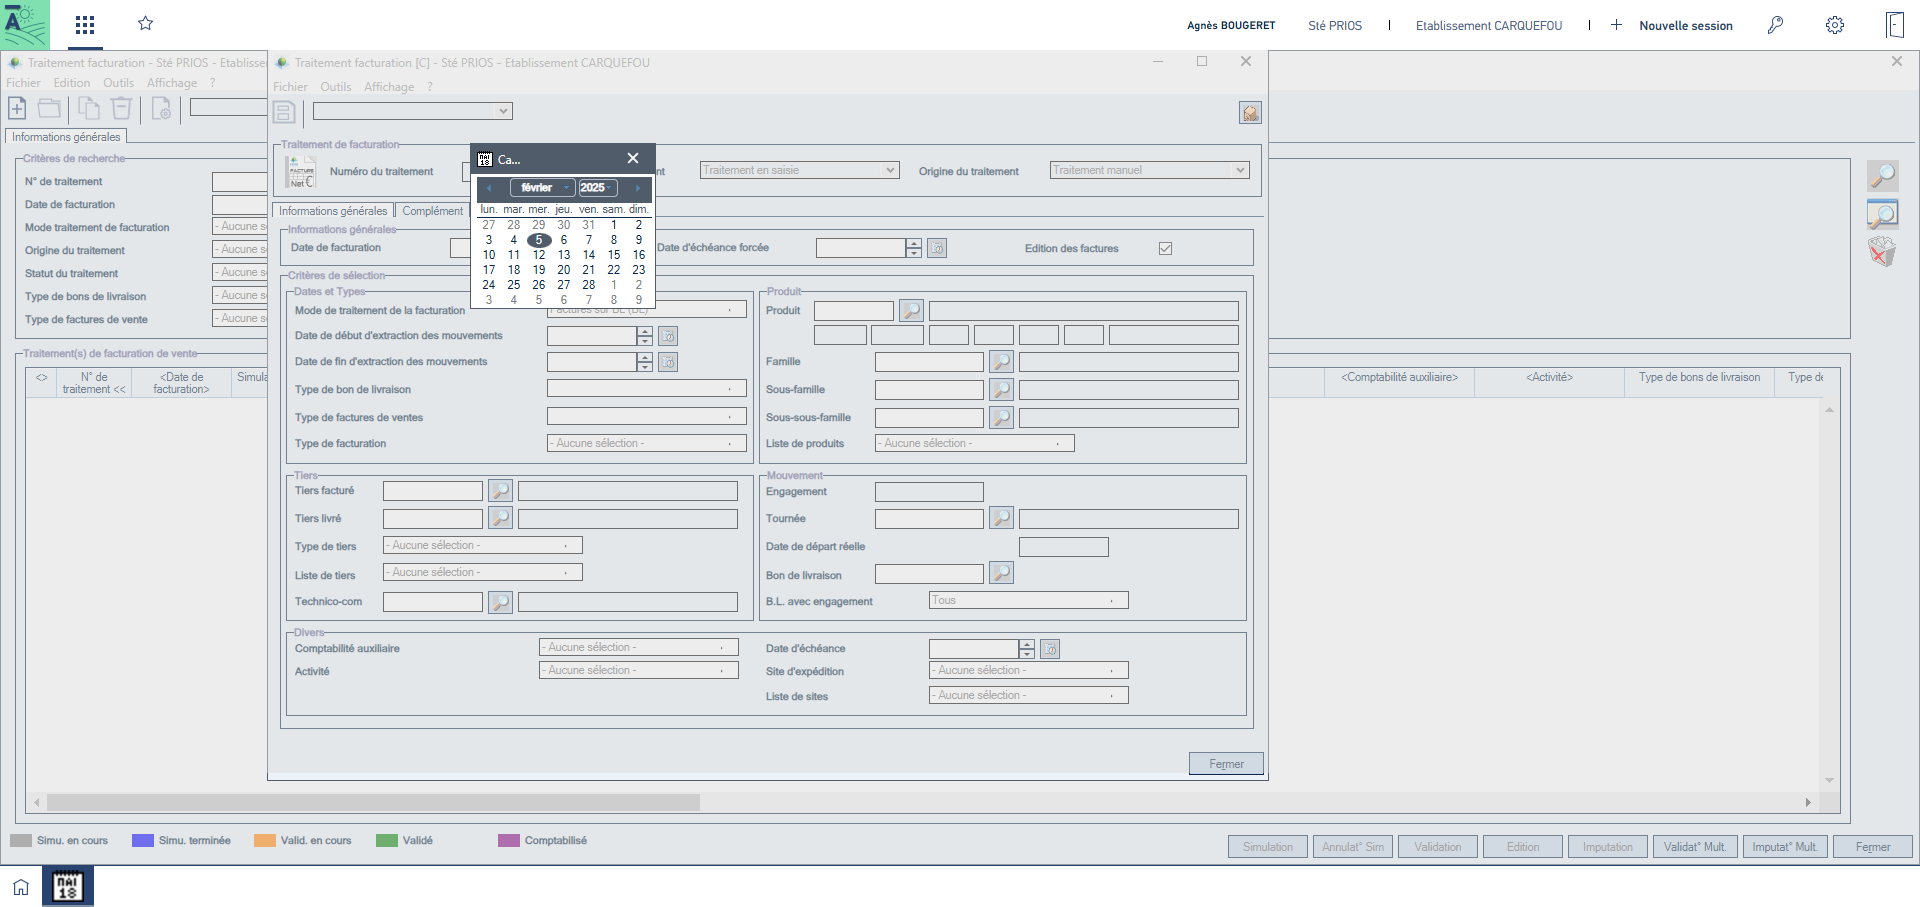 Agnès BOUGERET
Sté PRIOS
Etablissement CARQUEFOU
Nouvelle session
Traitement facturation - Sté PRIOS - Etablisse
Fichier Edition Outils Affichage ?
Traitement facturation [C] - Sté PRIOS - Etablissement CARQUEFOU
Fichier Outils Affichage ?
Informations générales
Critères de recherche
N° de traitement
Date de facturation
Mode traitement de facturation - Aucune s
Origine du traitement - Aucune s
Statut du traitement - Aucune s
Type de bons de livraison - Aucune s
Type de factures de vente - Aucune s
Traitement(s) de facturation de vente
<> N° de traitement << <Date de facturation> Simula
<Comptabilité auxiliaire> <Activité> Type de bons de livraison Type de
Traitement de facturation
FACTURE
Net €
Numéro du traitement
nt Traitement en saisie
Origine du traitement Traitement manuel
Informations générales Complément
Informations générales
Date de facturation
Date d'échéance forcée
Edition des factures
Ca...
février 2025
lun. mar. mer. jeu. ven. sam. dim.
27 28 29 30 31 1 2
3 4 5 6 7 8 9
10 11 12 13 14 15 16
17 18 19 20 21 22 23
24 25 26 27 28 1 2
3 4 5 6 7 8 9
Critères de sélection
Dates et Types
Mode de traitement de la facturation Factures sur BL (BL)
Date de début d'extraction des mouvements
Date de fin d'extraction des mouvements
Type de bon de livraison
Type de factures de ventes
Type de facturation - Aucune sélection -
Produit
Produit
Famille
Sous-famille
Sous-sous-famille
Liste de produits - Aucune sélection -
Tiers
Tiers facturé
Tiers livré
Type de tiers - Aucune sélection -
Liste de tiers - Aucune sélection -
Technico-com
Mouvement
Engagement
Tournée
Date de départ réelle
Bon de livraison
B.L. avec engagement Tous
Divers
Comptabilité auxiliaire - Aucune sélection -
Activité - Aucune sélection -
Date d'échéance
Site d'expédition - Aucune sélection -
Liste de sites - Aucune sélection -
Fermer
Simu. en cours
Simu. terminée
Valid. en cours
Validé
Comptabilisé
Simulation
Annulat° Sim
Validation
Edition
Imputation
Validat° Mult.
Imputat° Mult.
Fermer
MAI
18